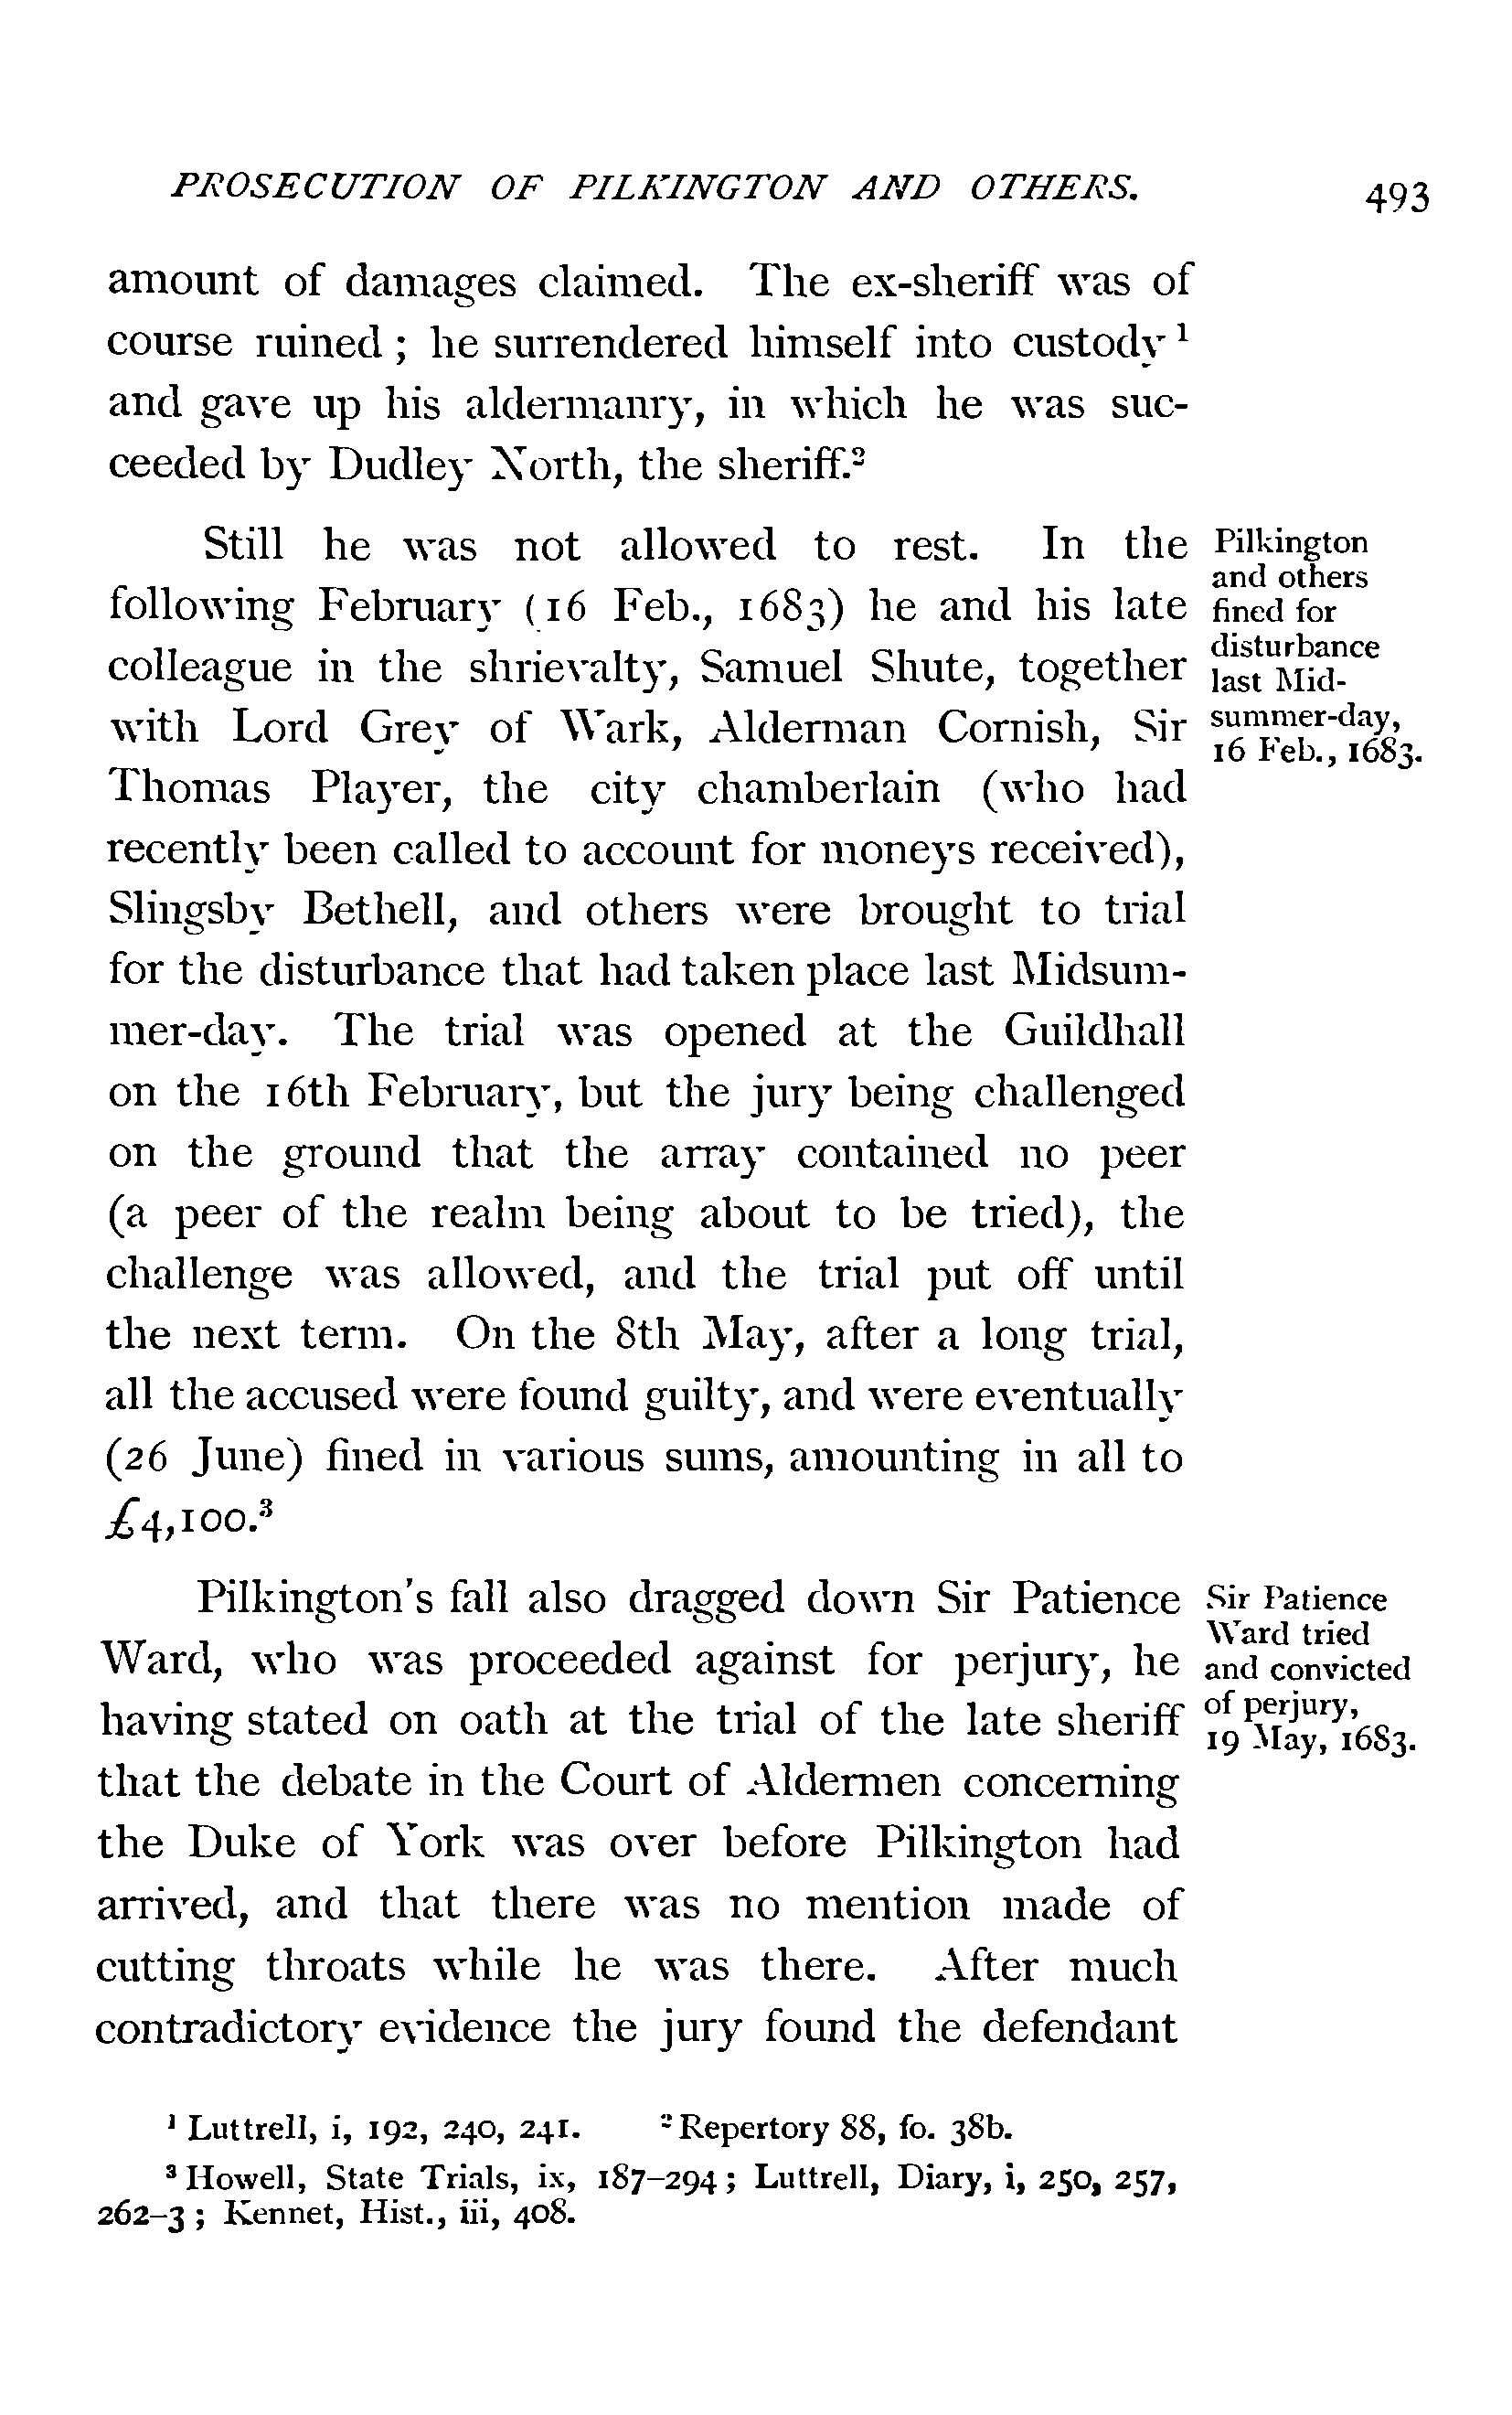 PROSECUTION OF PILKINGTON AND OTHERS. 493
amount of damages claimed. The ex-sheriff was of
course ruined ; he surrendered himself into custody ¹
and gave up his aldermanry, in which he was suc-
ceeded by Dudley North, the sheriff.²
Still he was not allowed to rest. In the
following February (16 Feb., 1683) he and his late
colleague in the shrievalty, Samuel Shute, together
with Lord Grey of Wark, Alderman Cornish, Sir
Thomas Player, the city chamberlain (who had
recently been called to account for moneys received),
Slingsby Bethell, and others were brought to trial
for the disturbance that had taken place last Midsum-
mer-day. The trial was opened at the Guildhall
on the 16th February, but the jury being challenged
on the ground that the array contained no peer
(a peer of the realm being about to be tried), the
challenge was allowed, and the trial put off until
the next term. On the 8th May, after a long trial,
all the accused were found guilty, and were eventually
(26 June) fined in various sums, amounting in all to
£4,100.³
Pilkington
and others
fined for
disturbance
last Mid-
summer-day,
16 Feb., 1683.
Pilkington's fall also dragged down Sir Patience
Ward, who was proceeded against for perjury, he
having stated on oath at the trial of the late sheriff
that the debate in the Court of Aldermen concerning
the Duke of York was over before Pilkington had
arrived, and that there was no mention made of
cutting throats while he was there. After much
contradictory evidence the jury found the defendant
Sir Patience
Ward tried
and convicted
of perjury,
19 May, 1683.
¹ Luttrell, i, 192, 240, 241. ² Repertory 88, fo. 38b.
³ Howell, State Trials, ix, 187–294 ; Luttrell, Diary, i, 250, 257,
262–3 ; Kennet, Hist., iii, 408.